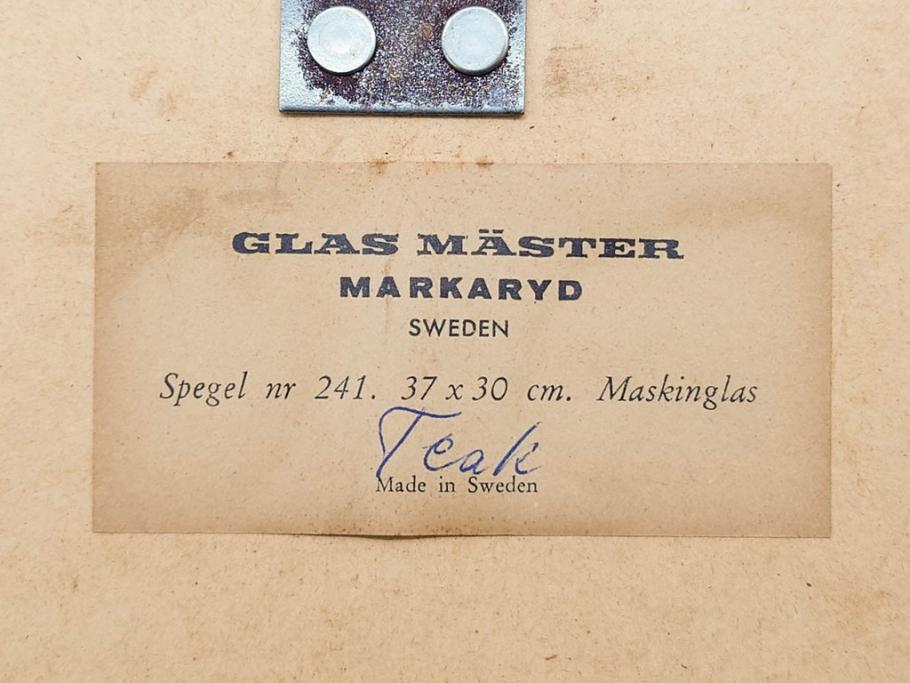 GLAS MÄSTER
MARKARYD
SWEDEN
Spegel nr 241. 37 x 30 cm. Maskinglas
Teak
Made in Sweden